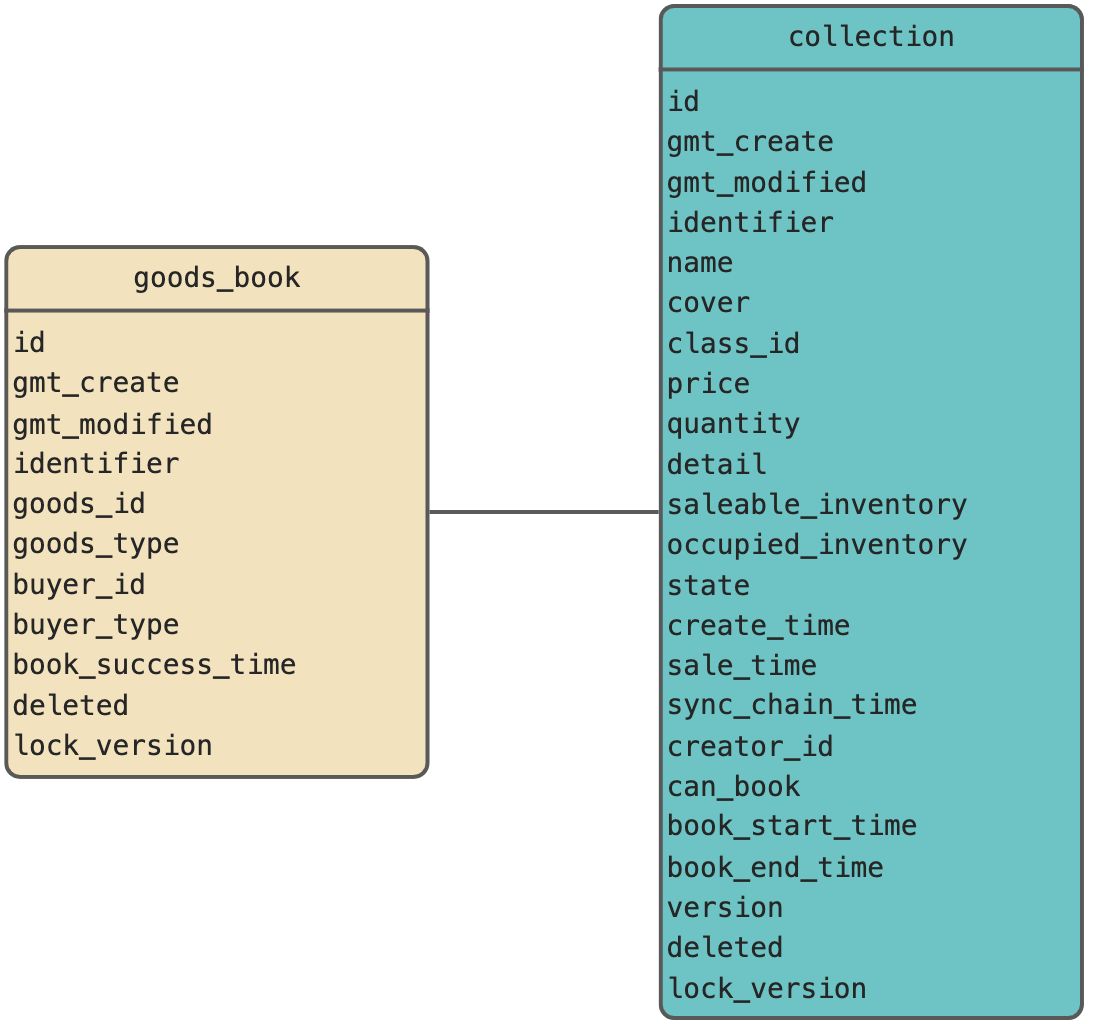 goods_book
id
gmt_create
gmt_modified
identifier
goods_id
goods_type
buyer_id
buyer_type
book_success_time
deleted
lock_version
collection
id
gmt_create
gmt_modified
identifier
name
cover
class_id
price
quantity
detail
saleable_inventory
occupied_inventory
state
create_time
sale_time
sync_chain_time
creator_id
can_book
book_start_time
book_end_time
version
deleted
lock_version